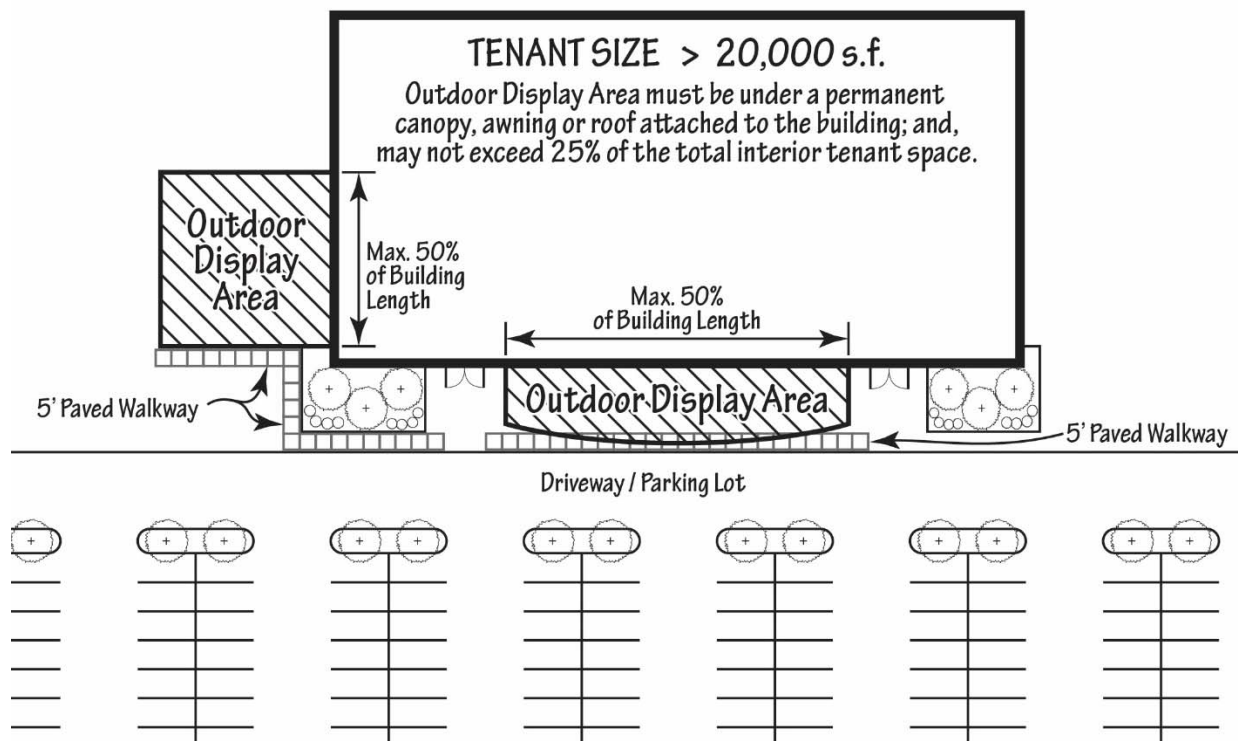 TENANT SIZE > 20,000 s.f.
Outdoor Display Area must be under a permanent
canopy, awning or roof attached to the building; and,
may not exceed 25% of the total interior tenant space.
Outdoor
Display
Area
Max. 50%
of Building
Length
Max. 50%
of Building Length
Outdoor Display Area
5' Paved Walkway
5' Paved Walkway
Driveway / Parking Lot